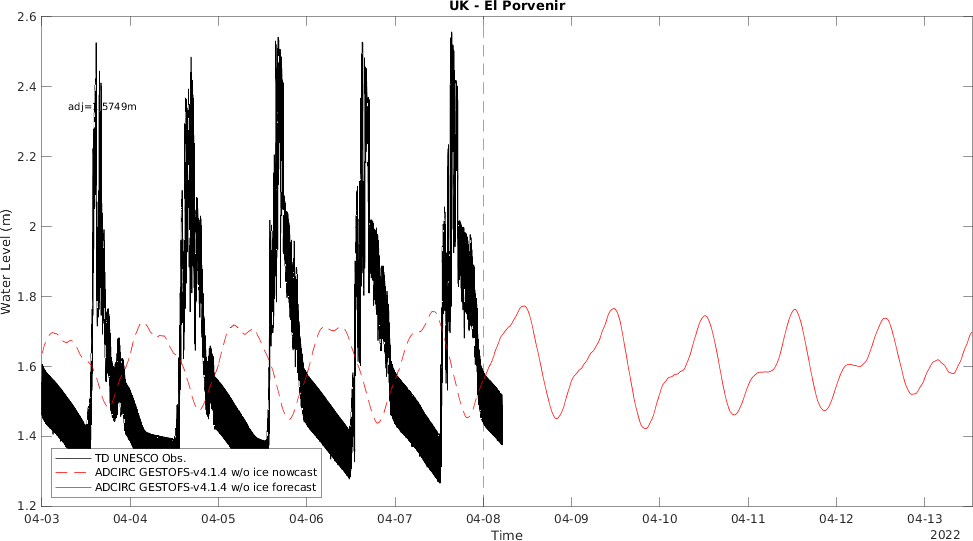 UK - El Porvenir
2.6
2.4
adj=1.5749m
2.2
2
Water Level (m)
1.8
1.6
1.4
TD UNESCO Obs.
ADCIRC GESTOFS-v4.1.4 w/o ice nowcast
ADCIRC GESTOFS-v4.1.4 w/o ice forecast
1.2
04-03 04-04 04-05 04-06 04-07 04-08 04-09 04-10 04-11 04-12 04-13
Time
2022